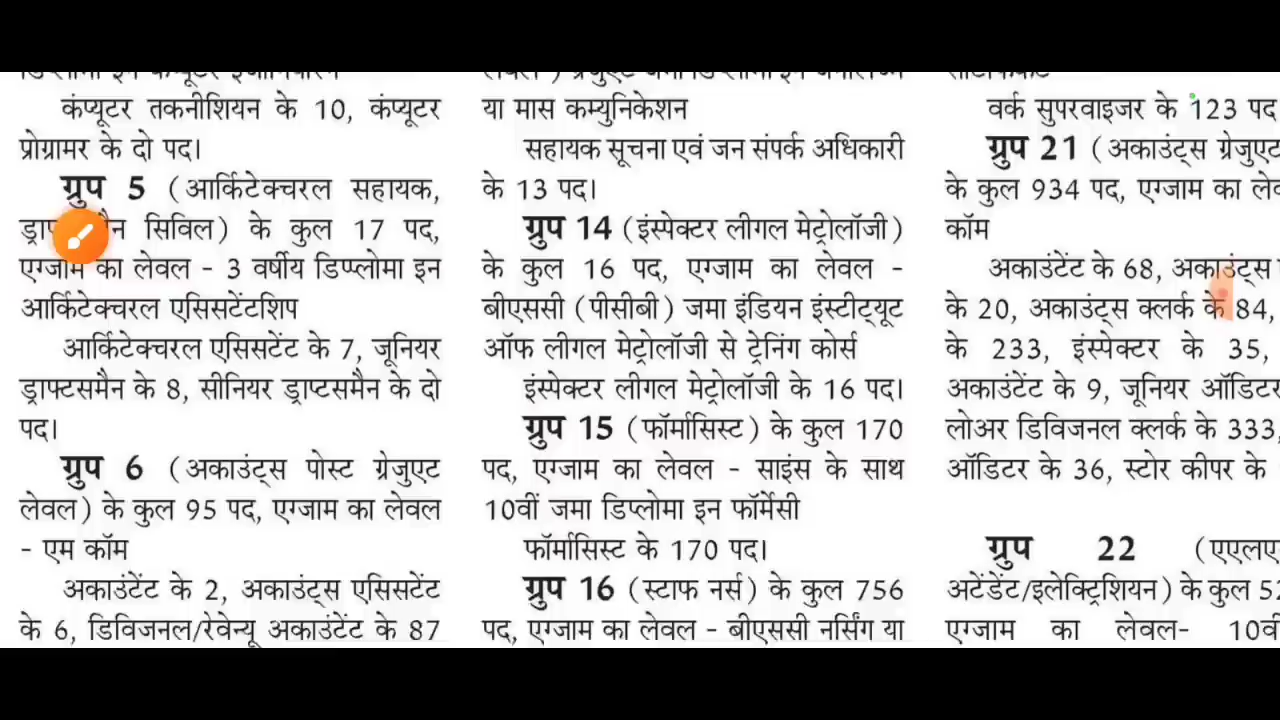 कंप्यूटर तकनीशियन के 10, कंप्यूटर
प्रोग्रामर के दो पद।
ग्रुप 5 (आर्किटेक्चरल सहायक,
सिविल) के कुल 17 पद,
एग्जाम का लेवल - 3 वर्षीय डिप्प्लोमा इन
आर्किटेक्चरल एसिसटेंटशिप
आर्किटेक्चरल एसिसटेंट के 7, जूनियर
ड्राफ्टसमैन के 8, सीनियर ड्राप्टसमैन के दो
पद।
ग्रुप 6 (अकाउंट्स पोस्ट ग्रेजुएट
लेवल) के कुल 95 पद, एग्जाम का लेवल
- एम कॉम
अकाउंटेंट के 2, अकाउंट्स एसिसटेंट
के 6, डिविजनल/रेवेन्यू अकाउंटेंट के 87
या मास कम्युनिकेशन
सहायक सूचना एवं जन संपर्क अधिकारी
के 13 पद।
ग्रुप 14 (इंस्पेक्टर लीगल मेट्रोलॉजी)
के कुल 16 पद, एग्जाम का लेवल -
बीएससी (पीसीबी) जमा इंडियन इंस्टीट्यूट
ऑफ लीगल मेट्रोलॉजी से ट्रेनिंग कोर्स
इंस्पेक्टर लीगल मेट्रोलॉजी के 16 पद।
ग्रुप 15 (फॉर्मासिस्ट) के कुल 170
पद, एग्जाम का लेवल - साइंस के साथ
10वीं जमा डिप्लोमा इन फॉर्मेसी
फॉर्मासिस्ट के 170 पद।
ग्रुप 16 (स्टाफ नर्स) के कुल 756
पद, एग्जाम का लेवल - बीएससी नर्सिंग या
वर्क सुपरवाइजर के 123 पद
ग्रुप 21 (अकाउंट्स ग्रेजुएट
के कुल 934 पद, एग्जाम का
कॉम
अकाउंटेंट के 68, अकाउंट्स
के 20, अकाउंट्स क्लर्क के 84,
के 233, इंस्पेक्टर के 35,
अकाउंटेंट के 9, जूनियर ऑडिटर
लोअर डिविजनल क्लर्क के 333,
ऑडिटर के 36, स्टोर कीपर के
ग्रुप 22
अटेंडेंट/इलेक्ट्रिशियन) के कुल
एग्जाम का लेवल-